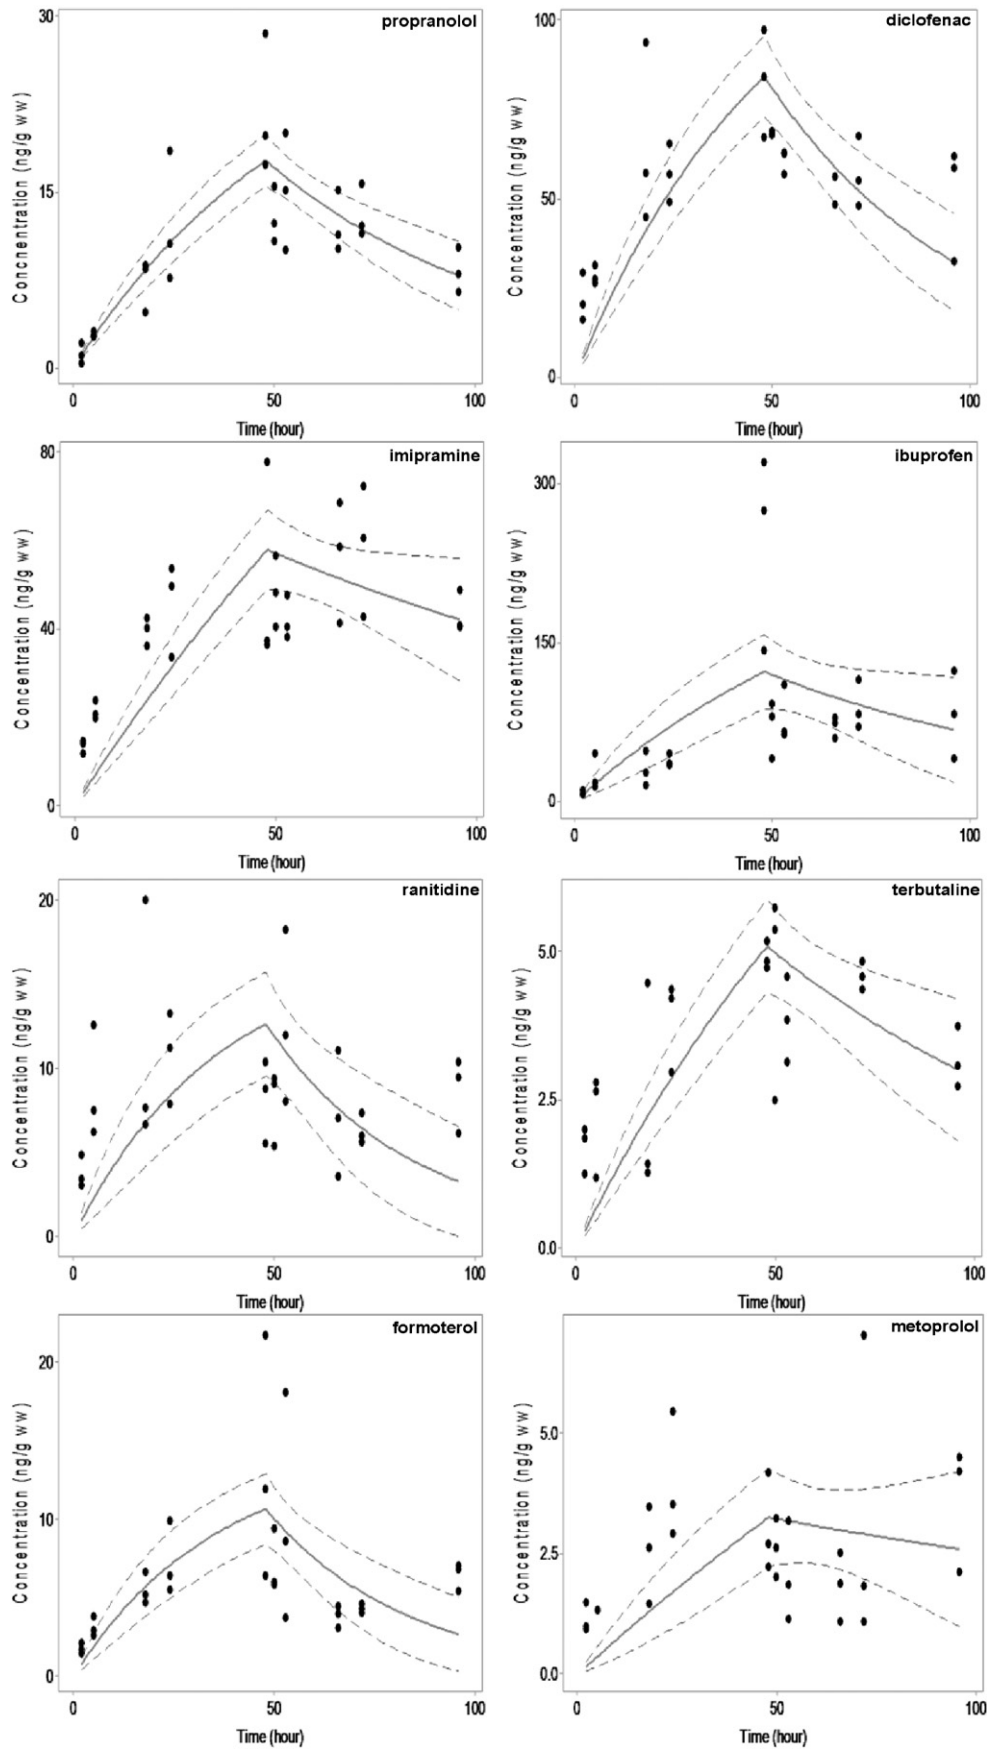 propranolol
Concentration (ng/g ww)
30
15
0
0 50 100
Time (hour)
diclofenac
Concentration (ng/g ww)
100
50
0
0 50 100
Time (hour)
imipramine
Concentration (ng/g ww)
80
40
0
0 50 100
Time (hour)
ibuprofen
Concentration (ng/g ww)
300
150
0
0 50 100
Time (hour)
ranitidine
Concentration (ng/g ww)
20
10
0
0 50 100
Time (hour)
terbutaline
Concentration (ng/g ww)
5.0
2.5
0.0
0 50 100
Time (hour)
formoterol
Concentration (ng/g ww)
20
10
0
0 50 100
Time (hour)
metoprolol
Concentration (ng/g ww)
5.0
2.5
0.0
0 50 100
Time (hour)